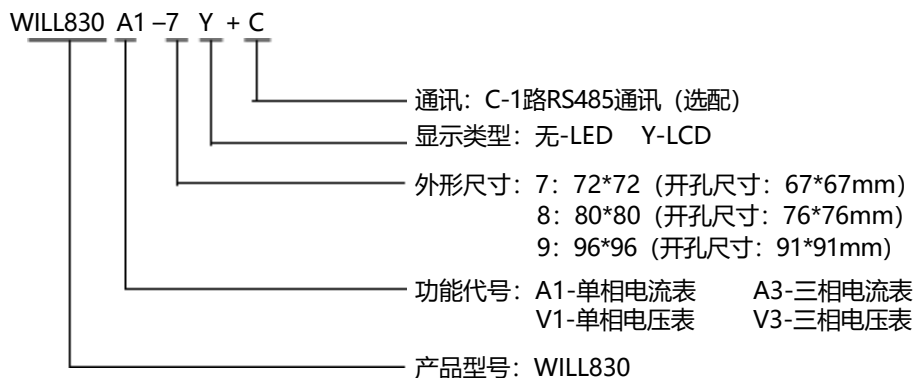 WILL830 A1 –7 Y + C
通讯：C-1路RS485通讯（选配）
显示类型：无-LED Y-LCD
外形尺寸：7：72*72（开孔尺寸：67*67mm）
8：80*80（开孔尺寸：76*76mm）
9：96*96（开孔尺寸：91*91mm）
功能代号：A1-单相电流表 A3-三相电流表
V1-单相电压表 V3-三相电压表
产品型号：WILL830